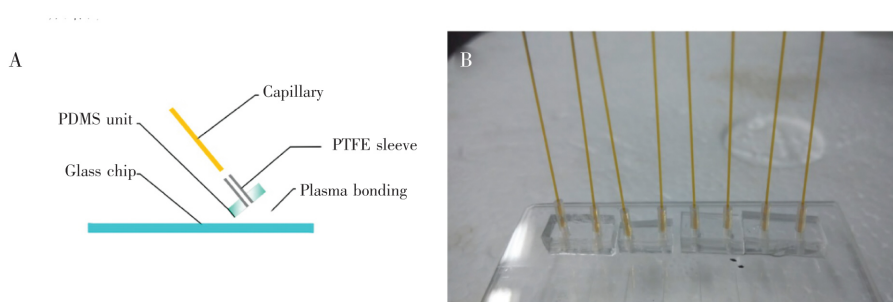 A
B
Capillary
PDMS unit
PTFE sleeve
Glass chip
Plasma bonding